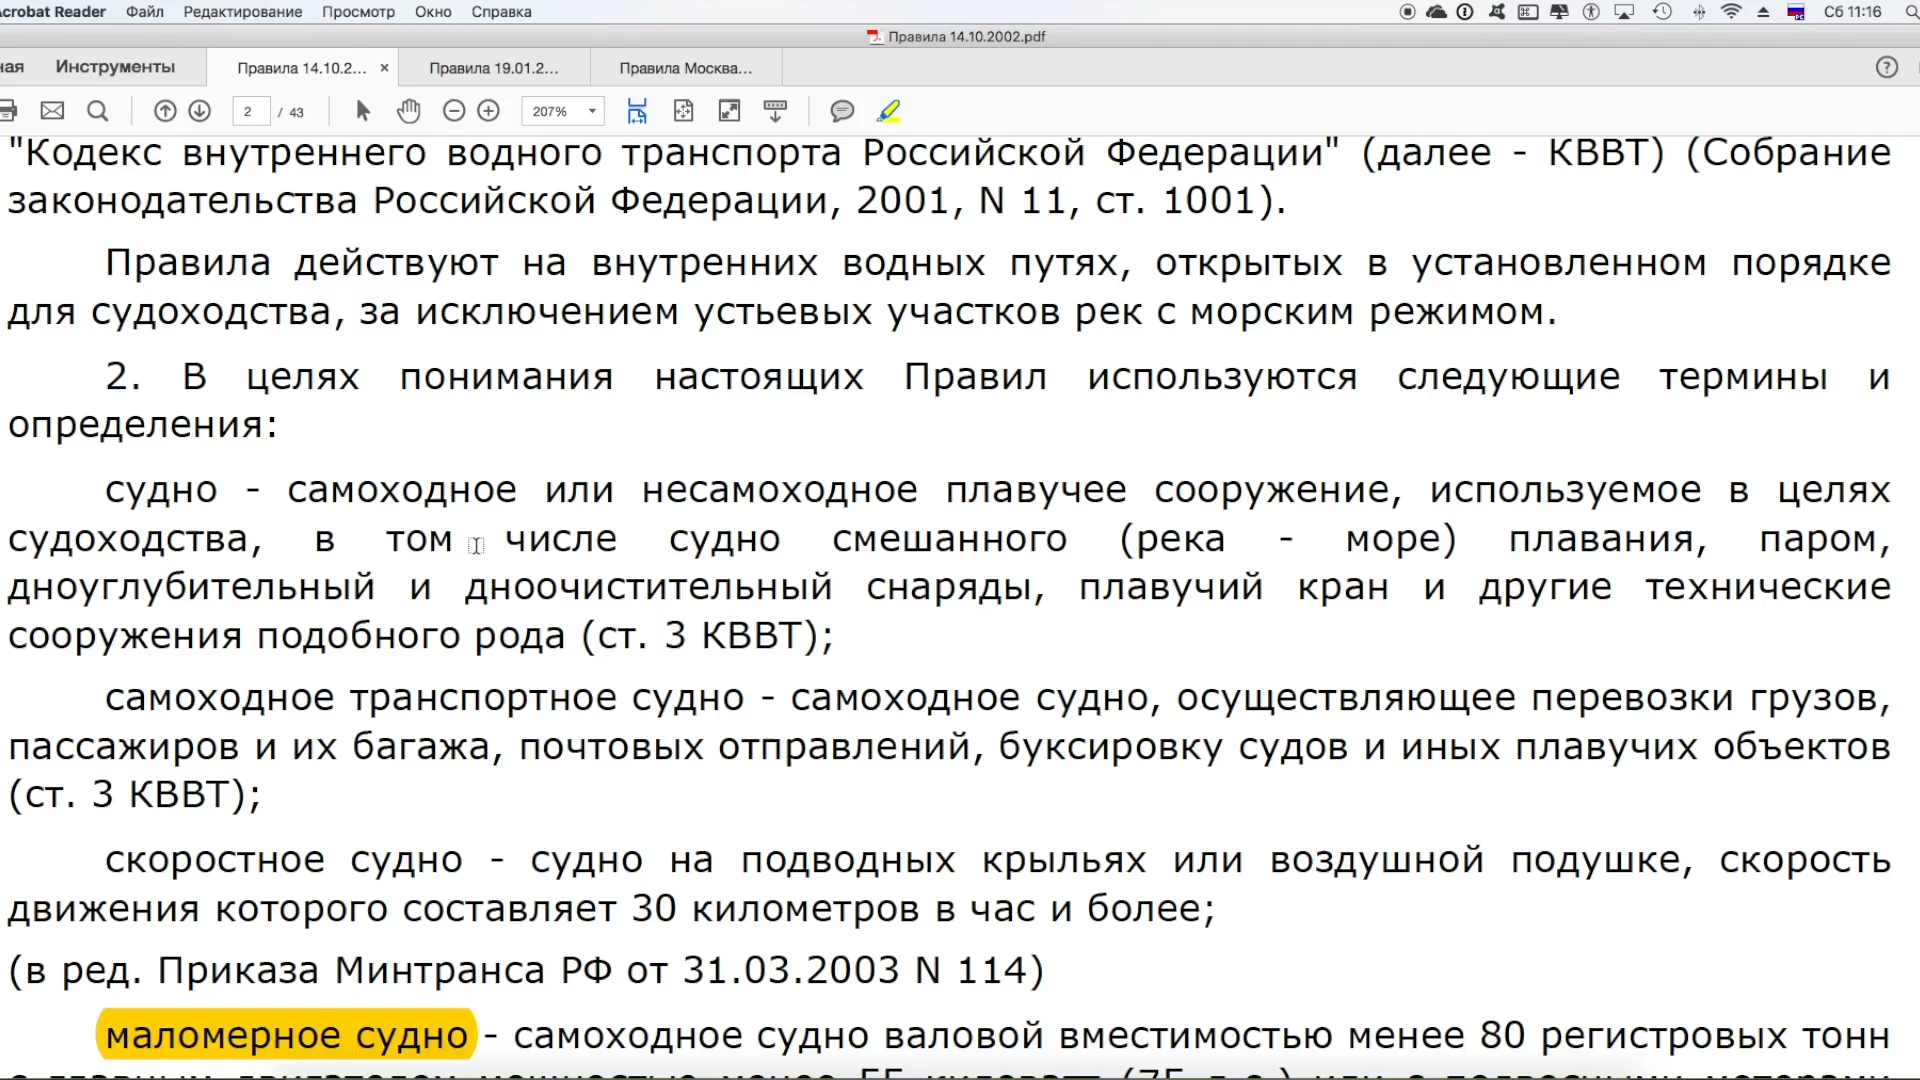 Acrobat Reader Файл Редактирование Просмотр Окно Справка Сб 11:16
Правила 14.10.2002.pdf
Инструменты Правила 14.10.2... × Правила 19.01.2... Правила Москва...
2 / 43 207%
"Кодекс внутреннего водного транспорта Российской Федерации" (далее - КВВТ) (Собрание
законодательства Российской Федерации, 2001, N 11, ст. 1001).
Правила действуют на внутренних водных путях, открытых в установленном порядке
для судоходства, за исключением устьевых участков рек с морским режимом.
2. В целях понимания настоящих Правил используются следующие термины и
определения:
судно - самоходное или несамоходное плавучее сооружение, используемое в целях
судоходства, в том числе судно смешанного (река - море) плавания, паром,
дноуглубительный и дноочистительный снаряды, плавучий кран и другие технические
сооружения подобного рода (ст. 3 КВВТ);
самоходное транспортное судно - самоходное судно, осуществляющее перевозки грузов,
пассажиров и их багажа, почтовых отправлений, буксировку судов и иных плавучих объектов
(ст. 3 КВВТ);
скоростное судно - судно на подводных крыльях или воздушной подушке, скорость
движения которого составляет 30 километров в час и более;
(в ред. Приказа Минтранса РФ от 31.03.2003 N 114)
маломерное судно - самоходное судно валовой вместимостью менее 80 регистровых тонн